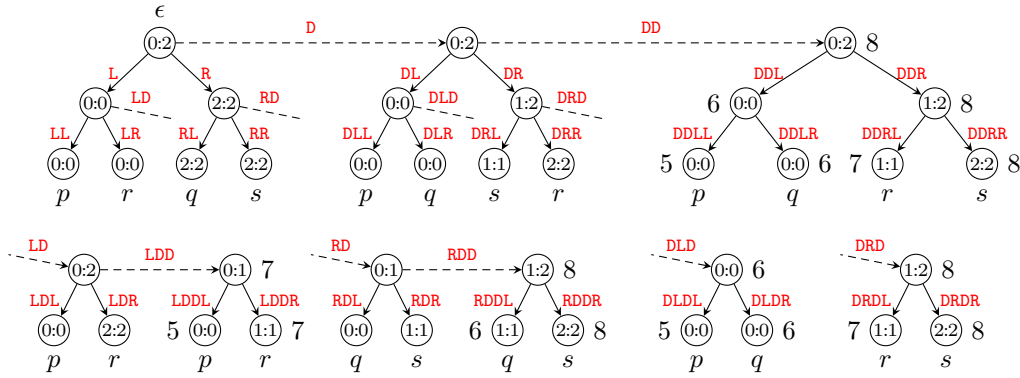 ϵ
0:2 D 0:2 DD 0:2 8
L R DL DR DDL DDR
0:0 LD 2:2 RD 0:0 DLD 1:2 DRD 6 0:0 1:2 8
LL LR RL RR DLL DLR DRL DRR DDLL DDLR DDRL DDRR
0:0 0:0 2:2 2:2 0:0 0:0 1:1 2:2 5 0:0 0:0 6 7 1:1 2:2 8
p r q s p q s r p q r s
LD LDD RD RDD DLD DRD
0:2 0:1 7 0:1 1:2 8 0:0 6 1:2 8
LDL LDR LDDL LDDR RDL RDR RDDL RDDR DLDL DLDR DRDL DRDR
0:0 2:2 5 0:0 1:1 7 0:0 1:1 6 1:1 2:2 8 5 0:0 0:0 6 7 1:1 2:2 8
p r p r q s q s p q r s